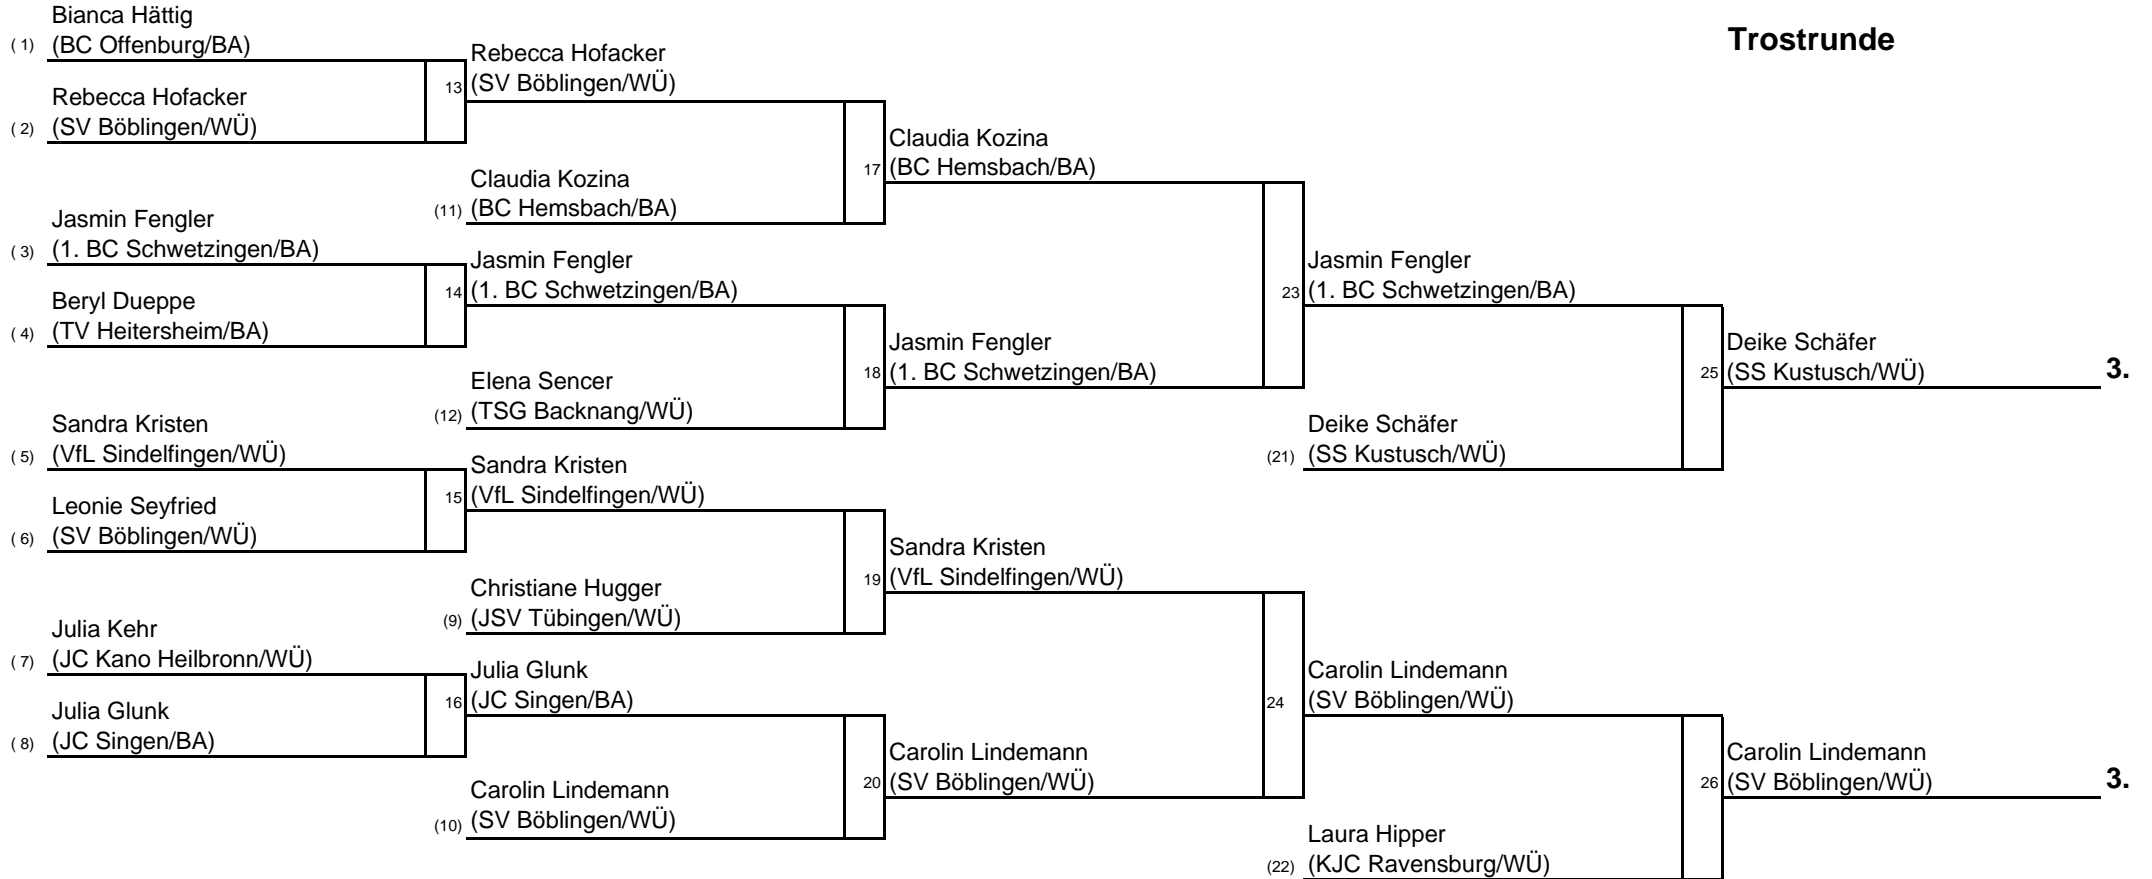 Trostrunde
Bianca Hättig
( 1) (BC Offenburg/BA)
Rebecca Hofacker
( 2) (SV Böblingen/WÜ)
Jasmin Fengler
( 3) (1. BC Schwetzingen/BA)
Beryl Dueppe
( 4) (TV Heitersheim/BA)
Sandra Kristen
( 5) (VfL Sindelfingen/WÜ)
Leonie Seyfried
( 6) (SV Böblingen/WÜ)
Julia Kehr
( 7) (JC Kano Heilbronn/WÜ)
Julia Glunk
( 8) (JC Singen/BA)
Rebecca Hofacker
13 (SV Böblingen/WÜ)
Claudia Kozina
(11) (BC Hemsbach/BA)
Jasmin Fengler
14 (1. BC Schwetzingen/BA)
Elena Sencer
(12) (TSG Backnang/WÜ)
Sandra Kristen
15 (VfL Sindelfingen/WÜ)
Christiane Hugger
(9) (JSV Tübingen/WÜ)
Julia Glunk
16 (JC Singen/BA)
Carolin Lindemann
(10) (SV Böblingen/WÜ)
Claudia Kozina
17 (BC Hemsbach/BA)
Jasmin Fengler
18 (1. BC Schwetzingen/BA)
Sandra Kristen
19 (VfL Sindelfingen/WÜ)
Carolin Lindemann
20 (SV Böblingen/WÜ)
Jasmin Fengler
23 (1. BC Schwetzingen/BA)
Deike Schäfer
(21) (SS Kustusch/WÜ)
Carolin Lindemann
(SV Böblingen/WÜ)
24
Laura Hipper
(22) (KJC Ravensburg/WÜ)
Deike Schäfer
25 (SS Kustusch/WÜ) 3.
Carolin Lindemann
26 (SV Böblingen/WÜ) 3.